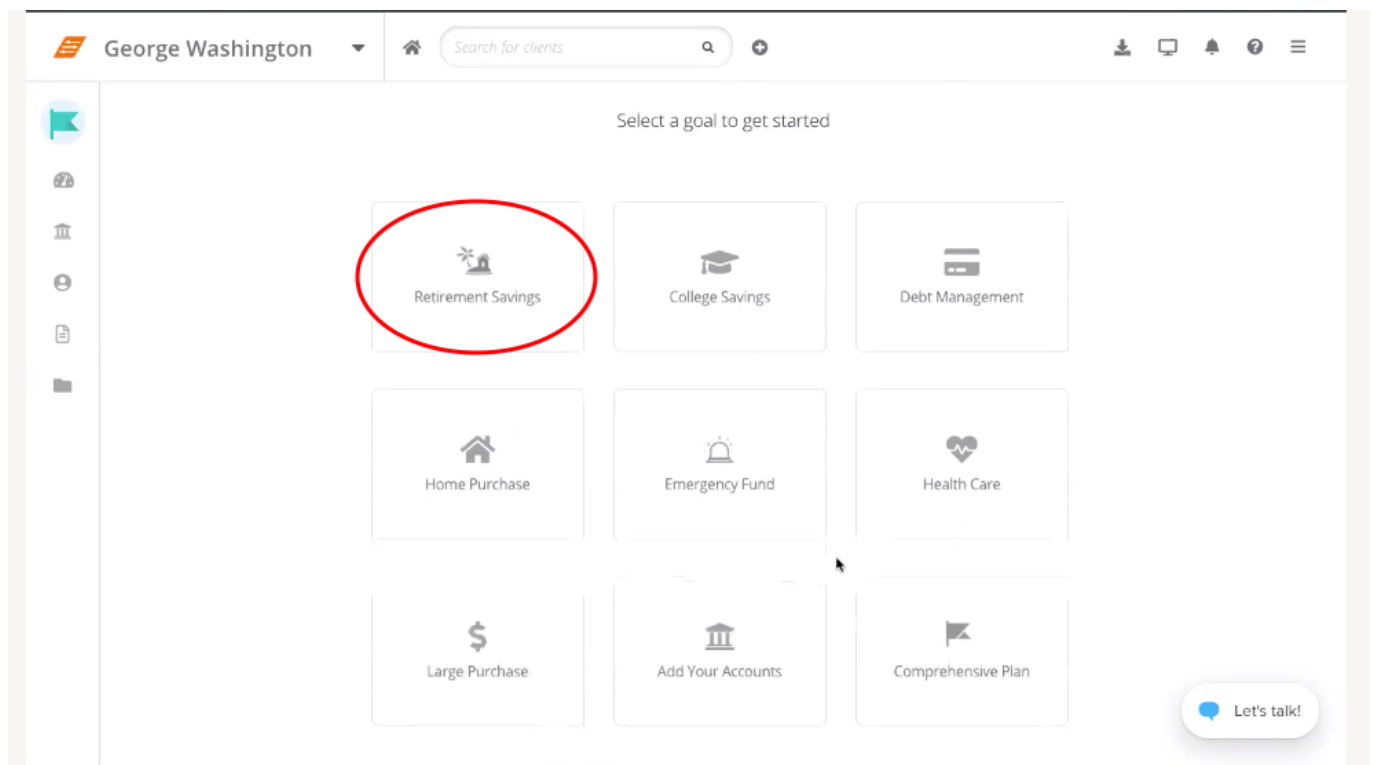 George Washington
Search for clients
Select a goal to get started
Retirement Savings
College Savings
Debt Management
Home Purchase
Emergency Fund
Health Care
Large Purchase
Add Your Accounts
Comprehensive Plan
Let's talk!